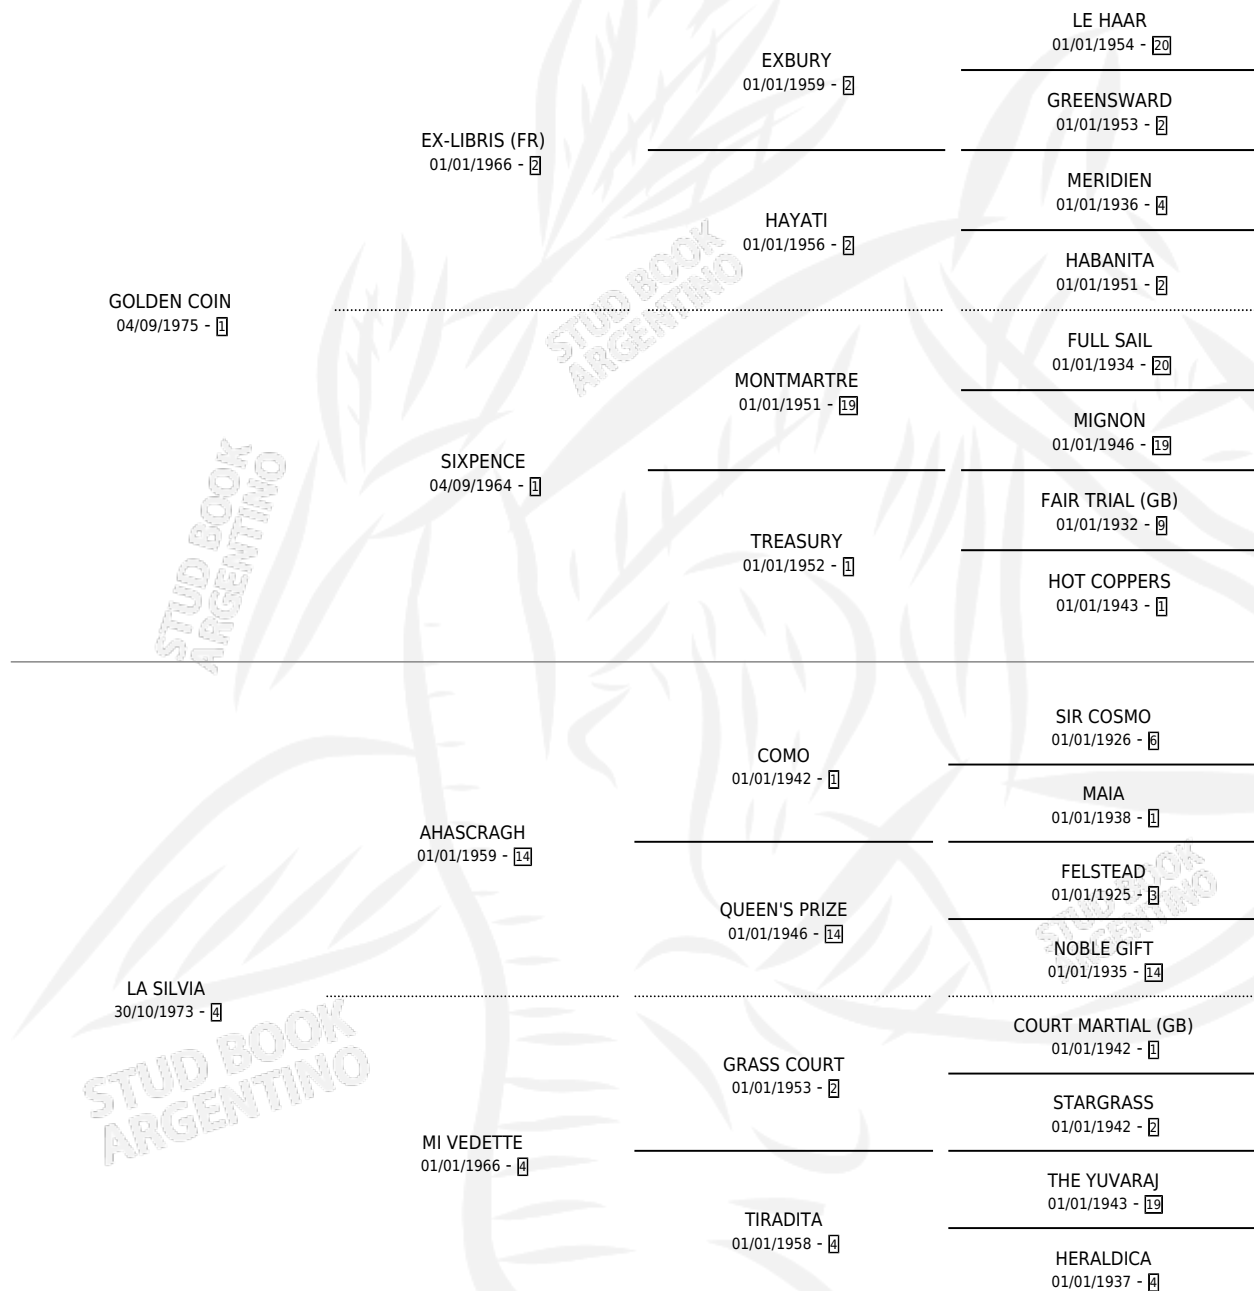 LE HAAR
01/01/1954 - 20
EXBURY
01/01/1959 - 2
GREENSWARD
01/01/1953 - 2
EX-LIBRIS (FR)
01/01/1966 - 2
MERIDIEN
01/01/1936 - 4
HAYATI
01/01/1956 - 2
HABANITA
01/01/1951 - 2
GOLDEN COIN
04/09/1975 - 1
FULL SAIL
01/01/1934 - 20
MONTMARTRE
01/01/1951 - 19
MIGNON
01/01/1946 - 19
SIXPENCE
04/09/1964 - 1
FAIR TRIAL (GB)
01/01/1932 - 9
TREASURY
01/01/1952 - 1
HOT COPPERS
01/01/1943 - 1
SIR COSMO
01/01/1926 - 6
COMO
01/01/1942 - 1
MAIA
01/01/1938 - 1
AHASCRAGH
01/01/1959 - 14
FELSTEAD
01/01/1925 - 3
QUEEN'S PRIZE
01/01/1946 - 14
NOBLE GIFT
01/01/1935 - 14
LA SILVIA
30/10/1973 - 4
COURT MARTIAL (GB)
01/01/1942 - 1
GRASS COURT
01/01/1953 - 2
STARGRASS
01/01/1942 - 2
MI VEDETTE
01/01/1966 - 4
THE YUVARAJ
01/01/1943 - 19
TIRADITA
01/01/1958 - 4
HERALDICA
01/01/1937 - 4
STUD BOOK
ARGENTINO
STUD BOOK
ARGENTINO
STUD BOOK
ARGENTINO
STUD BOOK
ARGENTINO